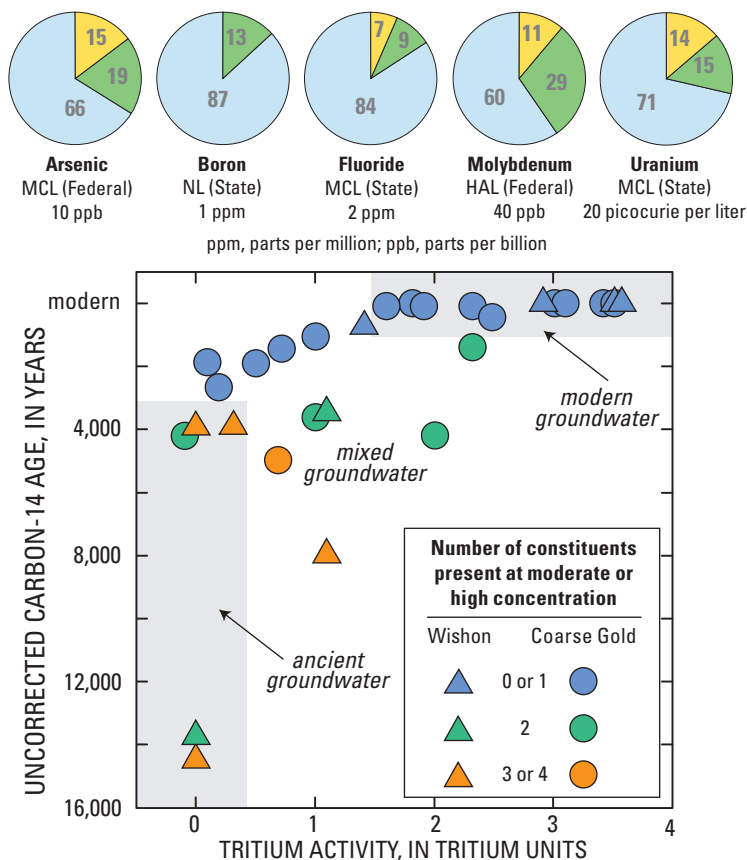 15
19
66
13
87
7
9
84
11
29
60
14
15
71
Arsenic
MCL (Federal)
10 ppb
Boron
NL (State)
1 ppm
Fluoride
MCL (State)
2 ppm
Molybdenum
HAL (Federal)
40 ppb
Uranium
MCL (State)
20 picocurie per liter
ppm, parts per million; ppb, parts per billion
UNCORRECTED CARBON-14 AGE, IN YEARS
modern
4,000
8,000
12,000
16,000
modern
groundwater
mixed
groundwater
ancient
groundwater
Number of constituents
present at moderate or
high concentration
Wishon Coarse Gold
0 or 1
2
3 or 4
0 1 2 3 4
TRITIUM ACTIVITY, IN TRITIUM UNITS